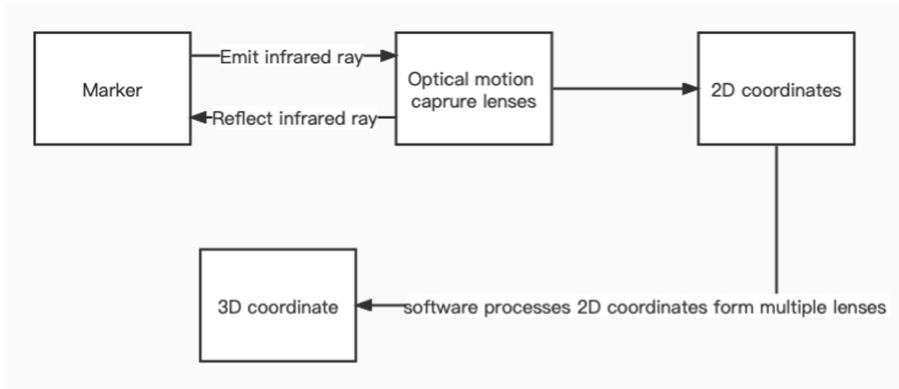 Marker
Emit infrared ray
Reflect infrared ray
Optical motion
caprure lenses
2D coordinates
3D coordinate
software processes 2D coordinates form multiple lenses